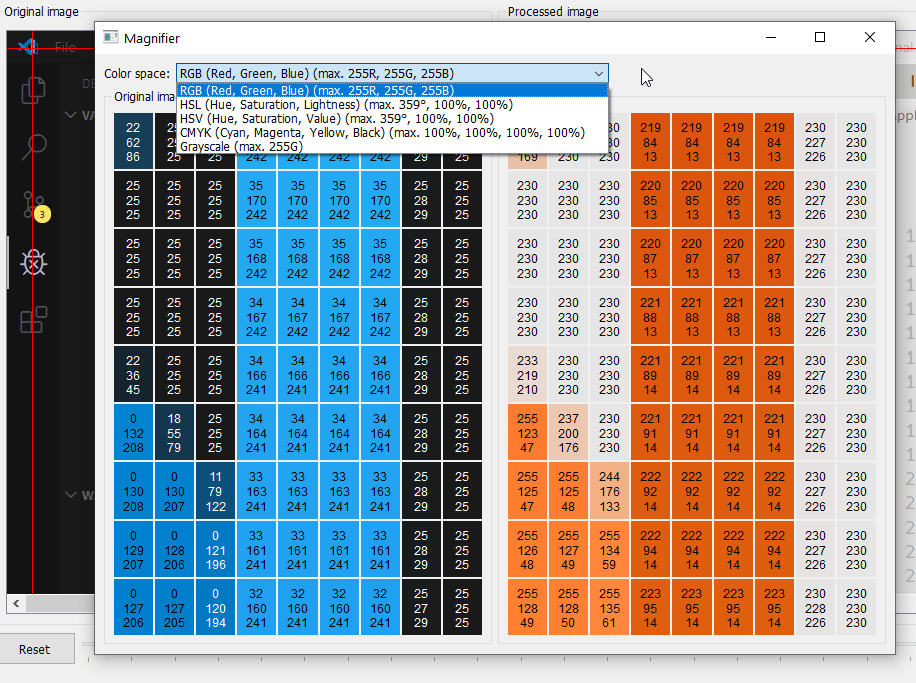 Original image
Processed image
File
Magnifier
Color space: RGB (Red, Green, Blue) (max. 255R, 255G, 255B)
RGB (Red, Green, Blue) (max. 255R, 255G, 255B)
HSL (Hue, Saturation, Lightness) (max. 359°, 100%, 100%)
HSV (Hue, Saturation, Value) (max. 359°, 100%, 100%)
CMYK (Cyan, Magenta, Yellow, Black) (max. 100%, 100%, 100%, 100%)
Grayscale (max. 255G)
22 219 219 219 219 230 230
62 84 84 84 84 227 230
86 25 25 242 242 242 242 29 25 169 230 230 13 13 13 13 226 230
25 25 25 35 35 35 35 25 25 230 230 230 220 220 220 220 230 230
25 25 25 170 170 170 170 28 25 230 230 230 85 85 85 85 227 230
25 25 25 242 242 242 242 29 25 230 230 230 13 13 13 13 226 230
25 25 25 35 35 35 35 25 25 230 230 230 220 220 220 220 230 230
25 25 25 168 168 168 168 28 25 230 230 230 87 87 87 87 227 230
25 25 25 242 242 242 242 29 25 230 230 230 13 13 13 13 226 230
25 25 25 34 34 34 34 25 25 230 230 230 221 221 221 221 230 230
25 25 25 167 167 167 167 28 25 230 230 230 88 88 88 88 227 230
25 25 25 242 242 242 242 29 25 230 230 230 13 13 13 13 226 230
22 25 25 34 34 34 34 25 25 233 230 230 221 221 221 221 230 230
36 25 25 166 166 166 166 28 25 219 230 230 89 89 89 89 227 230
45 25 25 241 241 241 241 29 25 210 230 230 14 14 14 14 226 230
0 18 25 34 34 34 34 25 25 255 237 230 221 221 221 221 230 230
132 55 25 164 164 164 164 28 25 123 200 230 91 91 91 91 227 230
208 79 25 241 241 241 241 29 25 47 176 230 14 14 14 14 226 230
0 0 11 33 33 33 33 25 25 255 255 244 222 222 222 222 230 230
130 130 79 163 163 163 163 28 25 125 125 176 92 92 92 92 227 230
208 207 122 241 241 241 241 29 25 47 48 133 14 14 14 14 226 230
0 0 0 33 33 33 33 25 25 255 255 255 222 222 222 222 230 230
129 128 121 161 161 161 161 28 25 126 127 134 94 94 94 94 227 230
207 206 196 241 241 241 241 29 25 48 49 59 14 14 14 14 226 230
0 0 0 32 32 32 32 25 25 255 255 255 223 223 223 223 230 230
127 127 120 160 160 160 160 27 25 128 128 135 95 95 95 95 228 230
206 205 194 241 241 241 241 29 25 49 50 61 14 14 14 14 226 230
3
Reset